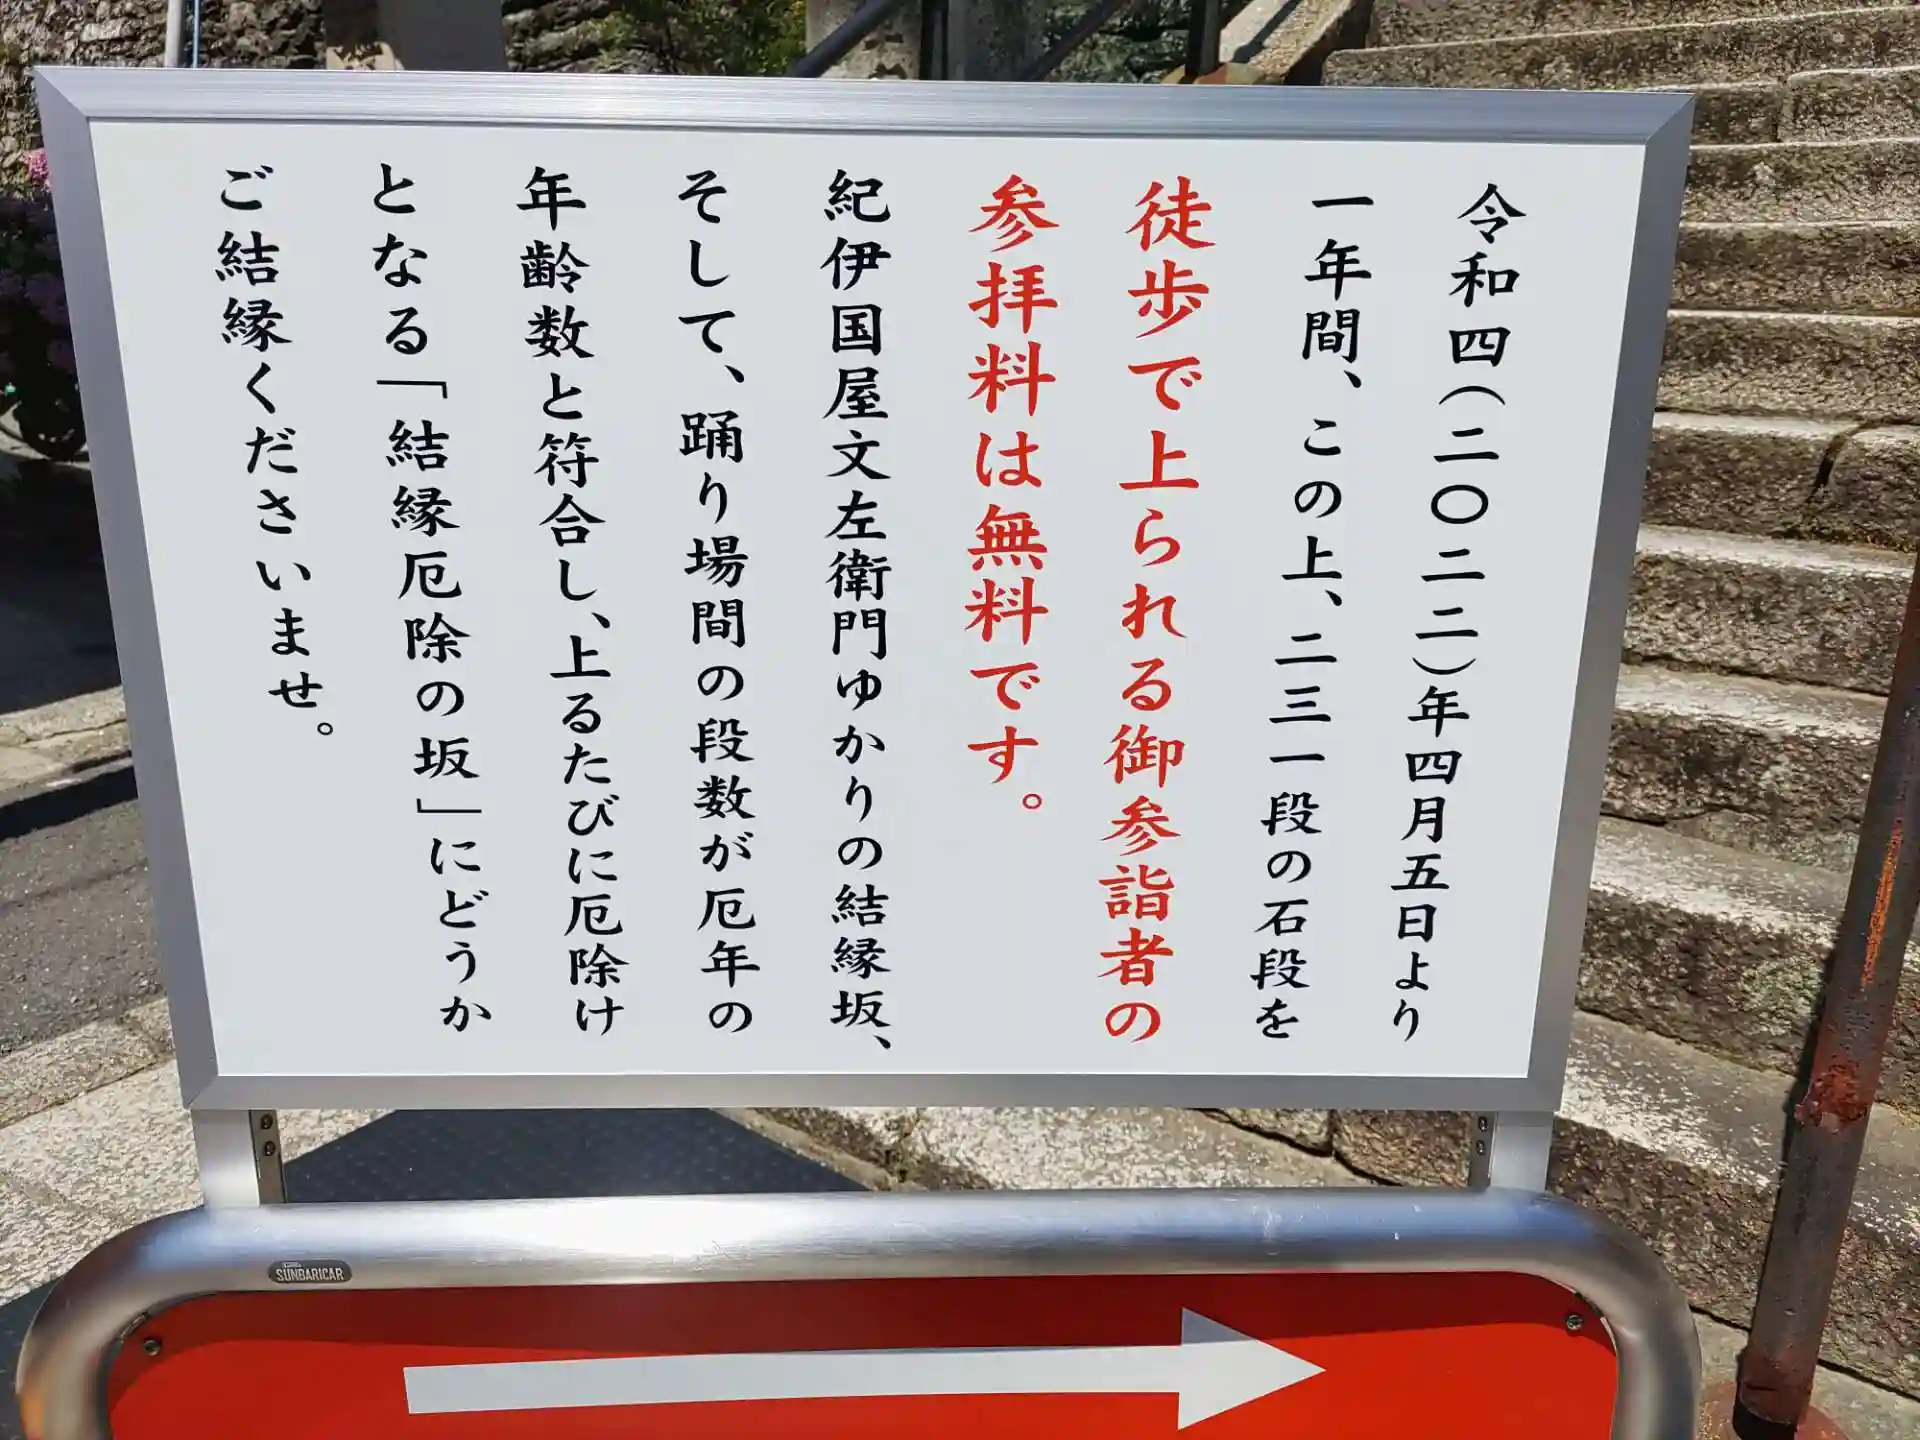 令和四（二〇二二）年四月五日より
一年間、この上、二三一段の石段を
徒歩で上られる御参詣者の
参拝料は無料です。
紀伊国屋文左衛門ゆかりの結縁坂、
そして、踊り場間の段数が厄年の
年齢数と符合し、上るたびに厄除け
となる「結縁厄除の坂」にどうか
ご結縁くださいませ。
SUNBARICAR